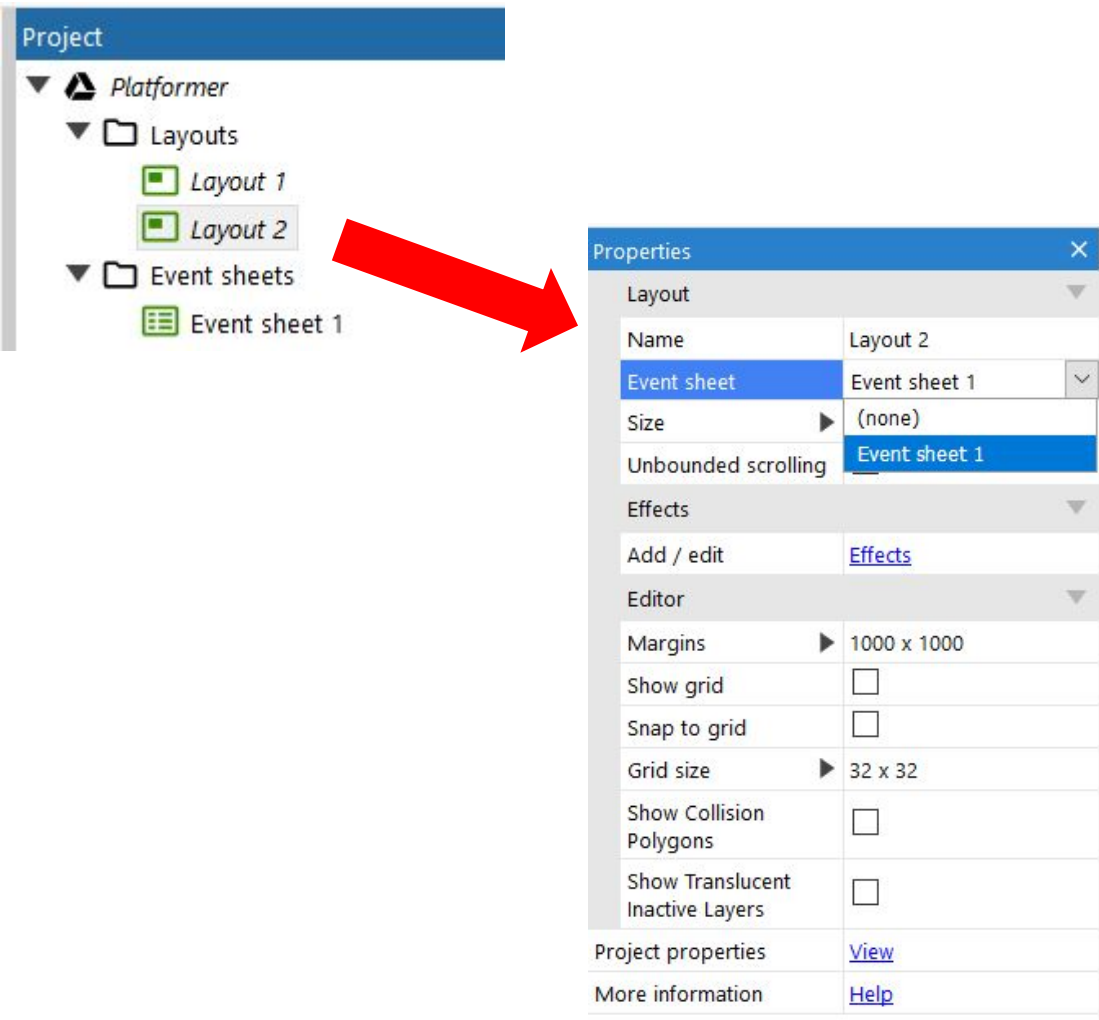 Project
Platformer
Layouts
Layout 1
Layout 2
Event sheets
Event sheet 1
Properties
Layout
Name Layout 2
Event sheet Event sheet 1
Size (none)
Event sheet 1
Unbounded scrolling
Effects
Add / edit Effects
Editor
Margins 1000 x 1000
Show grid
Snap to grid
Grid size 32 x 32
Show Collision
Polygons
Show Translucent
Inactive Layers
Project properties View
More information Help